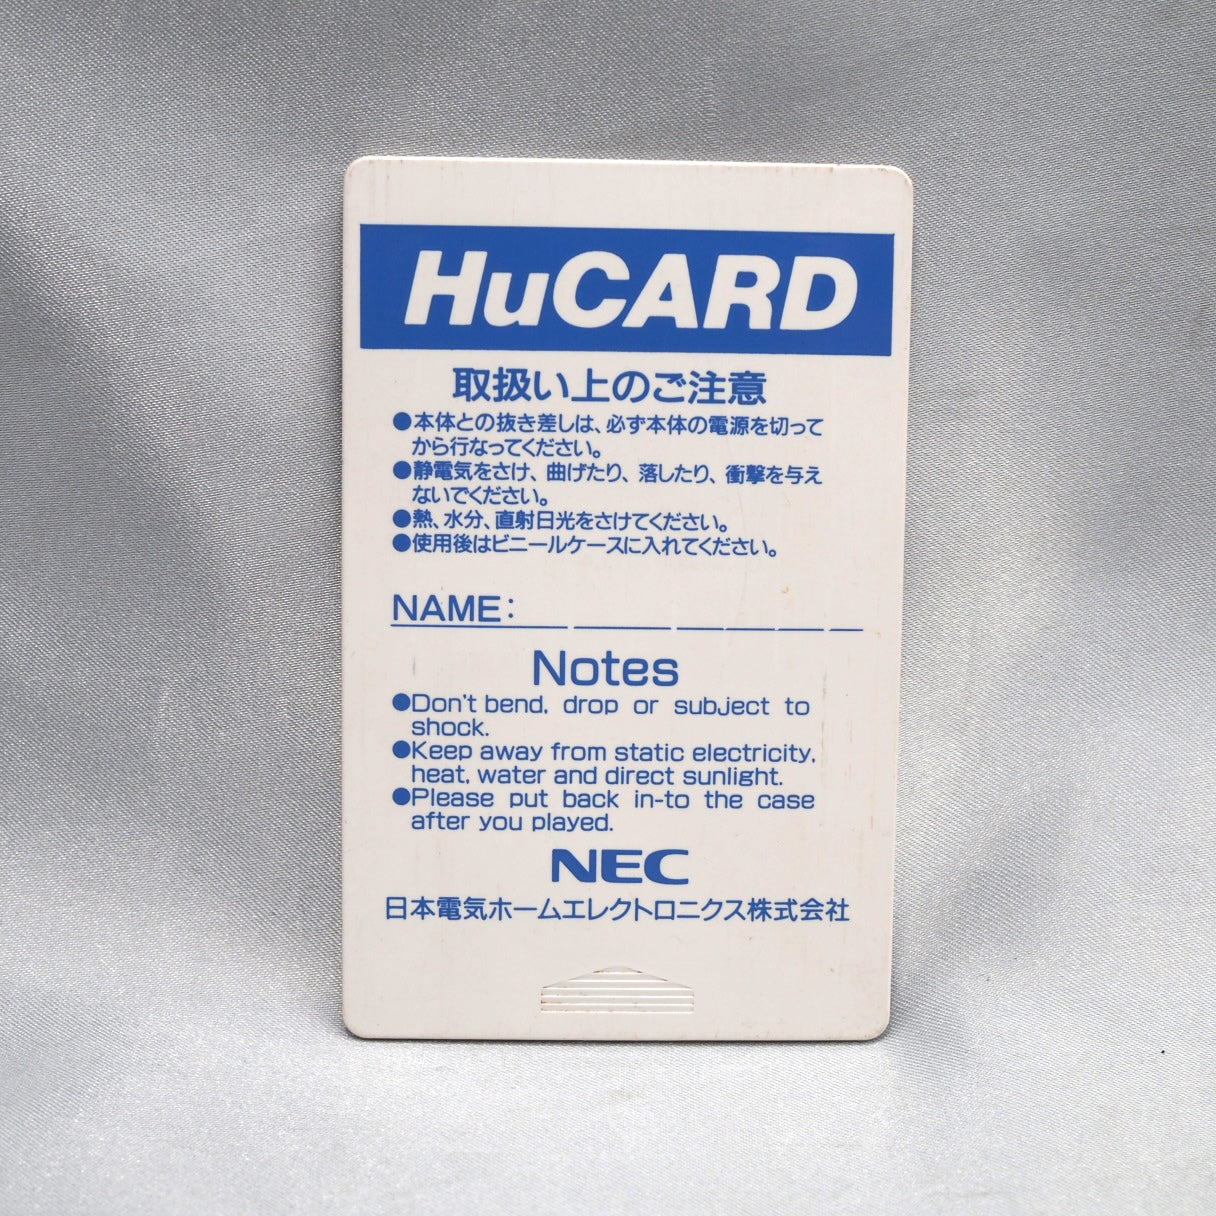 HuCARD
取扱い上のご注意
●本体との抜き差しは、必ず本体の電源を切って
から行なってください。
●静電気をさけ、曲げたり、落したり、衝撃を与え
ないでください。
●熱、水分、直射日光をさけてください。
●使用後はビニールケースに入れてください。
NAME:
Notes
●Don't bend, drop or subject to
shock.
●Keep away from static electricity,
heat, water and direct sunlight.
●Please put back in-to the case
after you played.
NEC
日本電気ホームエレクトロニクス株式会社